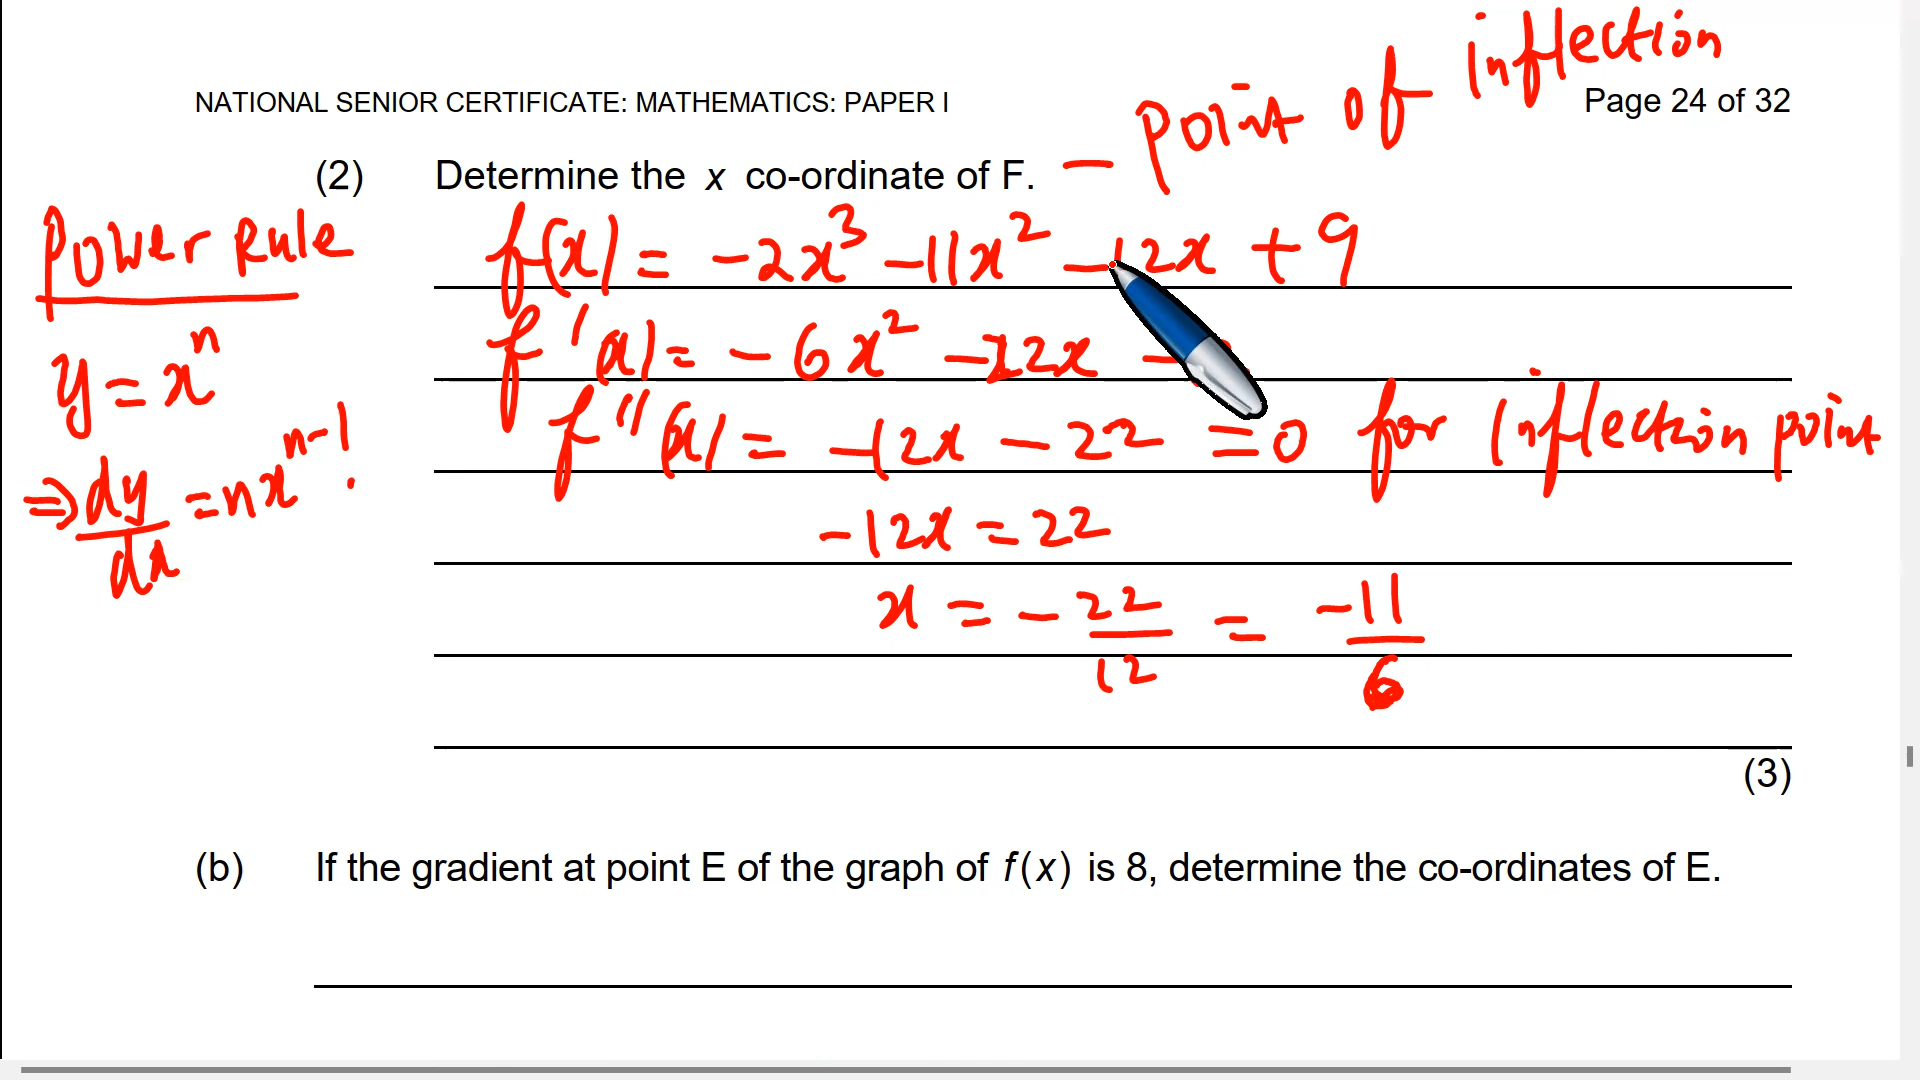 NATIONAL SENIOR CERTIFICATE: MATHEMATICS: PAPER I
Page 24 of 32
(2) Determine the x co-ordinate of F. – point of inflection
Power Rule
y = xⁿ
⇒ dy/dx = nxⁿ⁻¹.
f(x) = -2x³ -11x² -12x + 9
f'(x) = -6x² -22x -
f''(x) = -12x - 22 = 0 for inflection point
-12x = 22
x = -22/12 = -11/6
(3)
(b) If the gradient at point E of the graph of f(x) is 8, determine the co-ordinates of E.